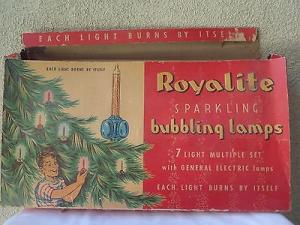 EACH LIGHT BURNS BY ITSELF
EACH LIGHT BURNS BY ITSELF
Royalite
SPARKLING
bubbling lamps
7 LIGHT MULTIPLE SET
with GENERAL ELECTRIC lamps
EACH LIGHT BURNS BY ITSELF